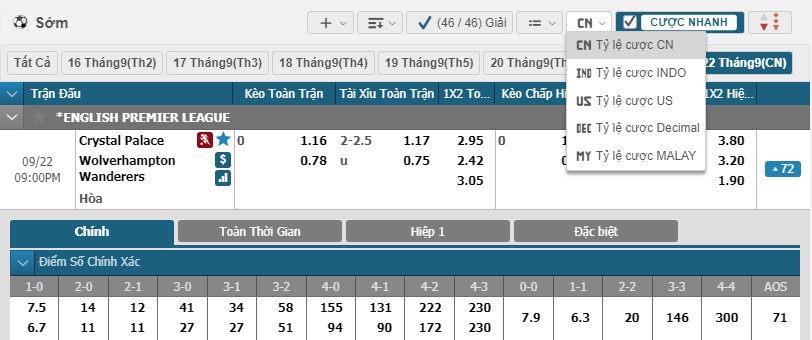 Sớm (46 / 46) Giải CN CƯỢC NHANH
CN Tỷ lệ cược CN
IND Tỷ lệ cược INDO
US Tỷ lệ cược US
DEC Tỷ lệ cược Decimal
MY Tỷ lệ cược MALAY
Tất Cả 16 Tháng9(Th2) 17 Tháng9(Th3) 18 Tháng9(Th4) 19 Tháng9(Th5) 20 Tháng9(Th 22 Tháng9(CN)
Trận Đấu Kèo Toàn Trận Tài Xỉu Toàn Trận 1X2 To... Kèo Chấp Hi 1X2 Hiệ...
*ENGLISH PREMIER LEAGUE
Crystal Palace 0 1.16 2-2.5 1.17 2.95 0 3.80
09/22 Wolverhampton $ 0.78 u 0.75 2.42 3.20
09:00PM Wanderers 3.05 1.90 72
Hòa
Chính Toàn Thời Gian Hiệp 1 Đặc biệt
Điểm Số Chính Xác
1-0 2-0 2-1 3-0 3-1 3-2 4-0 4-1 4-2 4-3 0-0 1-1 2-2 3-3 4-4 AOS
7.5 14 12 41 34 58 155 131 222 230 7.9 6.3 20 146 300 71
6.7 11 11 27 27 51 94 90 172 230